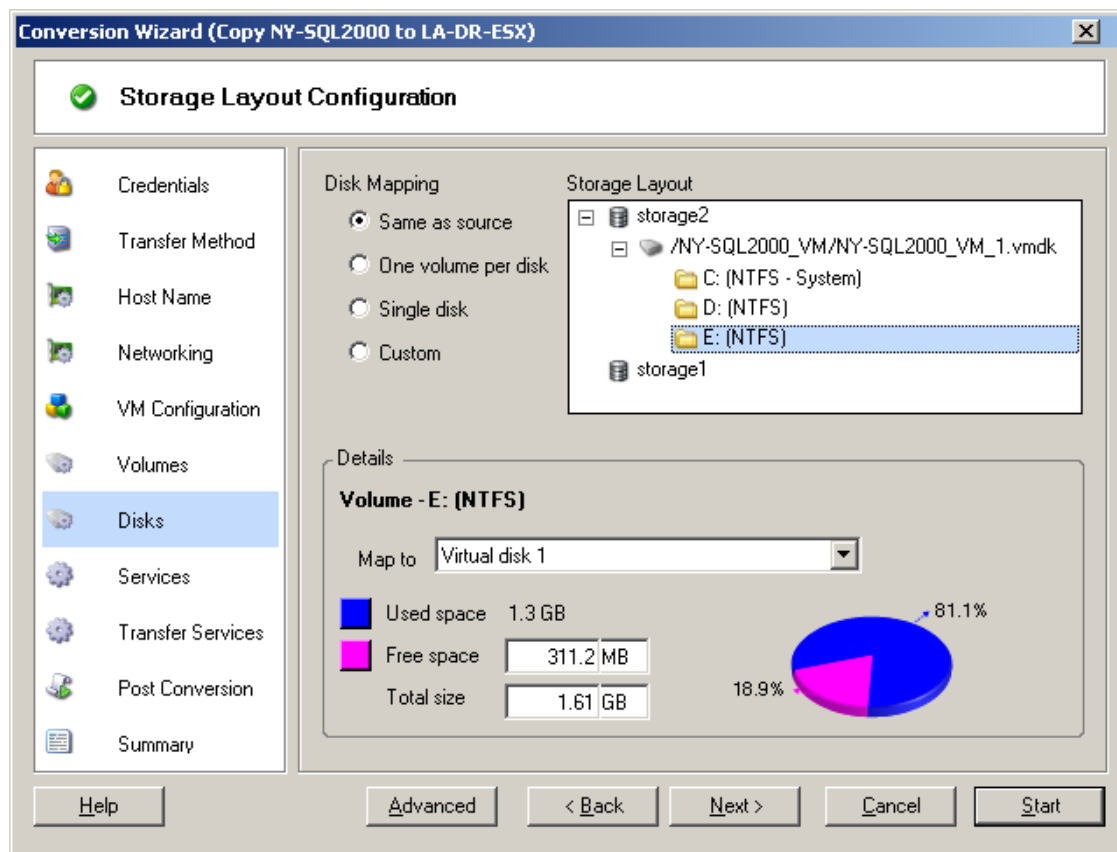 Conversion Wizard (Copy NY-SQL2000 to LA-DR-ESX)
Storage Layout Configuration
Credentials
Transfer Method
Host Name
Networking
VM Configuration
Volumes
Disks
Services
Transfer Services
Post Conversion
Summary
Disk Mapping
Same as source
One volume per disk
Single disk
Custom
Storage Layout
storage2
/NY-SQL2000_VM/NY-SQL2000_VM_1.vmdk
C: (NTFS - System)
D: (NTFS)
E: (NTFS)
storage1
Details
Volume - E: (NTFS)
Map to Virtual disk 1
Used space 1.3 GB
Free space 311.2 MB
Total size 1.61 GB
81.1%
18.9%
Help Advanced < Back Next > Cancel Start